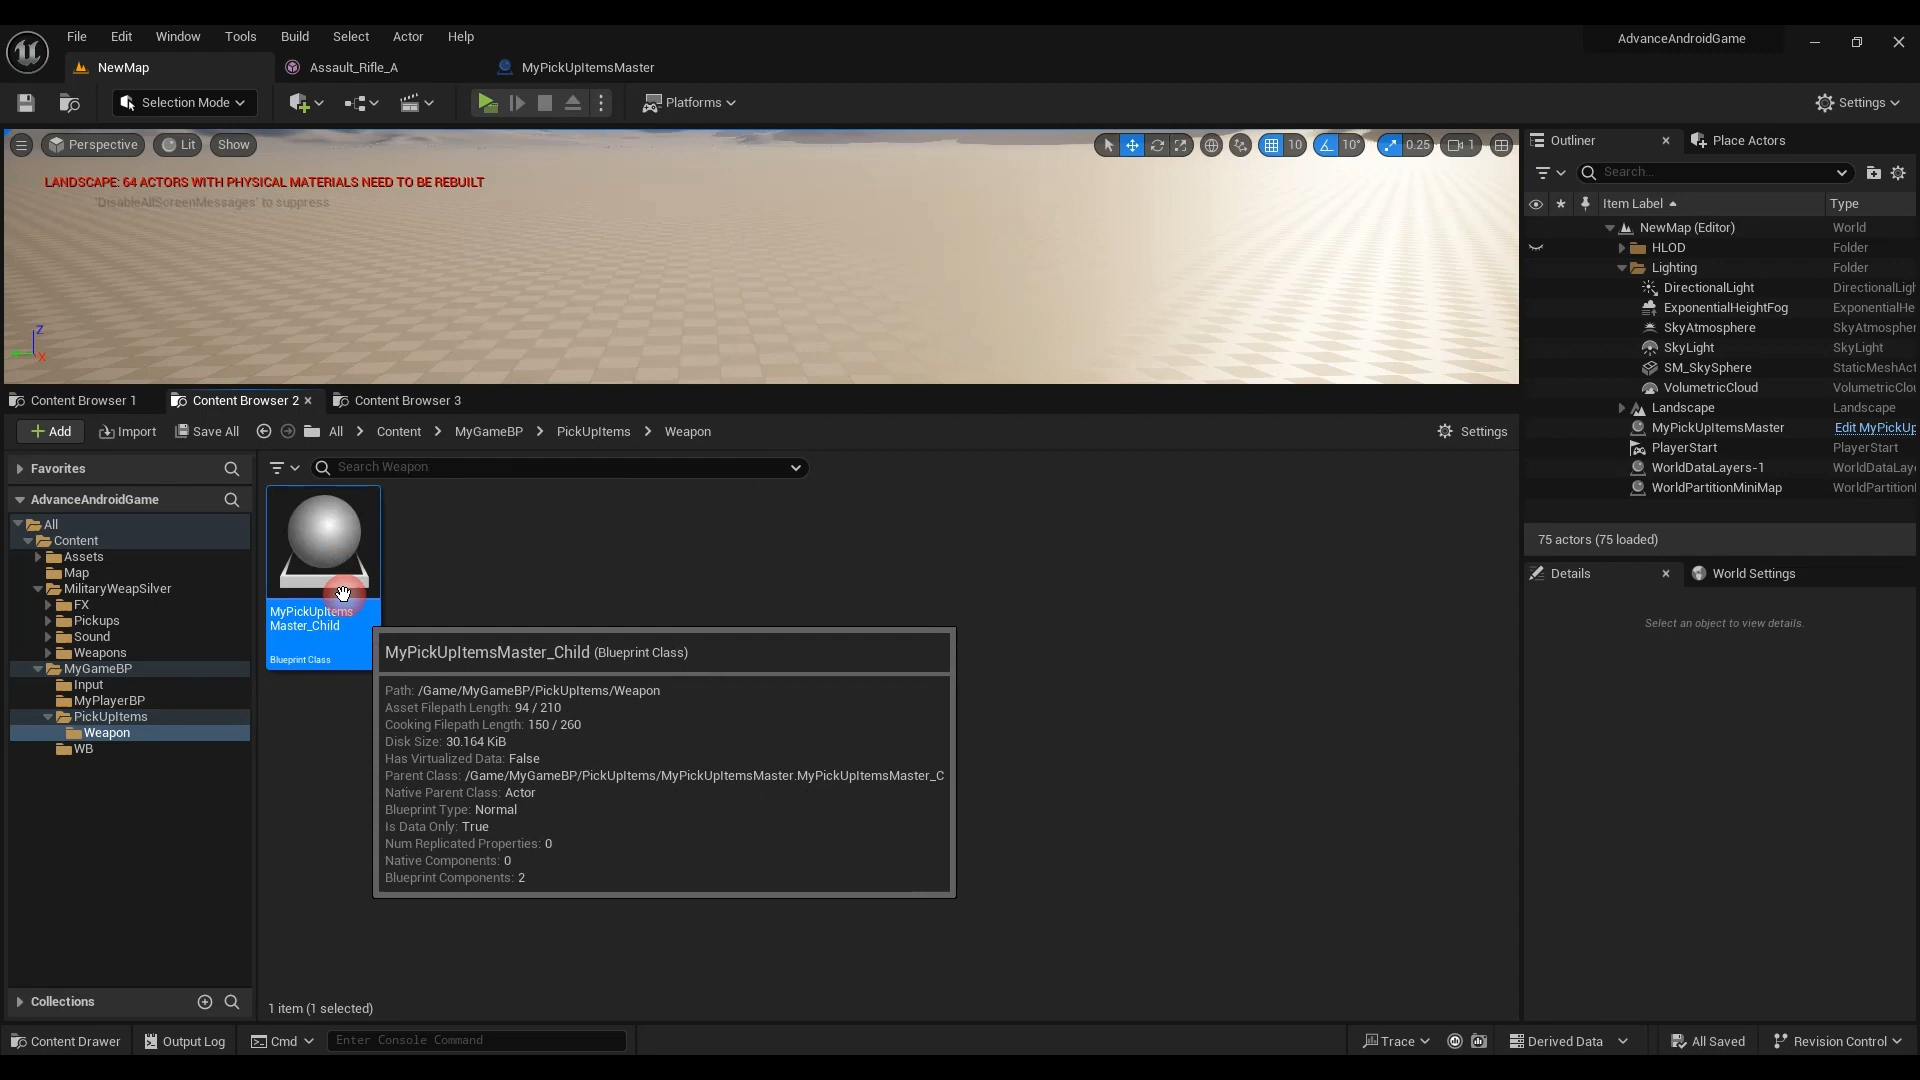 File Edit Window Tools Build Select Actor Help
AdvanceAndroidGame
NewMap
Assault_Rifle_A
MyPickUpItemsMaster
Selection Mode
Platforms
Settings
Perspective
Lit
Show
10
10°
0.25
1
LANDSCAPE: 64 ACTORS WITH PHYSICAL MATERIALS NEED TO BE REBUILT
'DisableAllScreenMessages' to suppress
Z
X
Outliner
Place Actors
Search...
Item Label
Type
NewMap (Editor) World
HLOD Folder
Lighting Folder
DirectionalLight DirectionalLigh
ExponentialHeightFog ExponentialHe
SkyAtmosphere SkyAtmospher
SkyLight SkyLight
SM_SkySphere StaticMeshAct
VolumetricCloud VolumetricClou
Landscape Landscape
MyPickUpItemsMaster Edit MyPickUp
PlayerStart PlayerStart
WorldDataLayers-1 WorldDataLaye
WorldPartitionMiniMap WorldPartitionI
75 actors (75 loaded)
Details
World Settings
Select an object to view details.
Content Browser 1
Content Browser 2
Content Browser 3
Add
Import
Save All
All
Content
MyGameBP
PickUpItems
Weapon
Settings
Favorites
Search Weapon
AdvanceAndroidGame
All
Content
Assets
Map
MilitaryWeapSilver
FX
Pickups
Sound
Weapons
MyGameBP
Input
MyPlayerBP
PickUpItems
Weapon
WB
Collections
MyPickUpItems
Master_Child
Blueprint Class
MyPickUpItemsMaster_Child (Blueprint Class)
Path: /Game/MyGameBP/PickUpItems/Weapon
Asset Filepath Length: 94 / 210
Cooking Filepath Length: 150 / 260
Disk Size: 30.164 KiB
Has Virtualized Data: False
Parent Class: /Game/MyGameBP/PickUpItems/MyPickUpItemsMaster.MyPickUpItemsMaster_C
Native Parent Class: Actor
Blueprint Type: Normal
Is Data Only: True
Num Replicated Properties: 0
Native Components: 0
Blueprint Components: 2
1 item (1 selected)
Content Drawer
Output Log
Cmd
Enter Console Command
Trace
Derived Data
All Saved
Revision Control